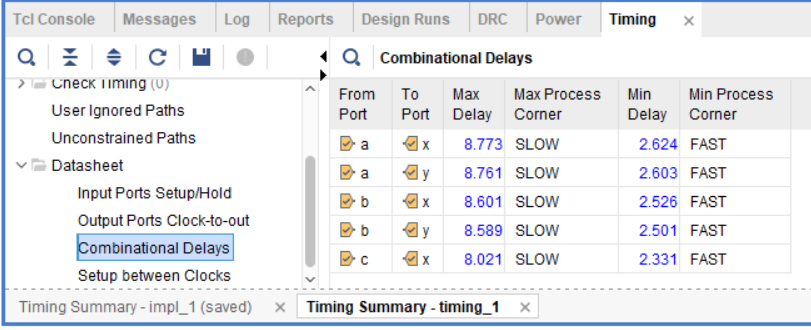 Tcl Console Messages Log Reports Design Runs DRC Power Timing ×
Combinational Delays
Check Timing (0)
User Ignored Paths
Unconstrained Paths
Datasheet
Input Ports Setup/Hold
Output Ports Clock-to-out
Combinational Delays
Setup between Clocks
From Port To Port Max Delay Max Process Corner Min Delay Min Process Corner
a x 8.773 SLOW 2.624 FAST
a y 8.761 SLOW 2.603 FAST
b x 8.601 SLOW 2.526 FAST
b y 8.589 SLOW 2.501 FAST
c x 8.021 SLOW 2.331 FAST
Timing Summary - impl_1 (saved) × Timing Summary - timing_1 ×